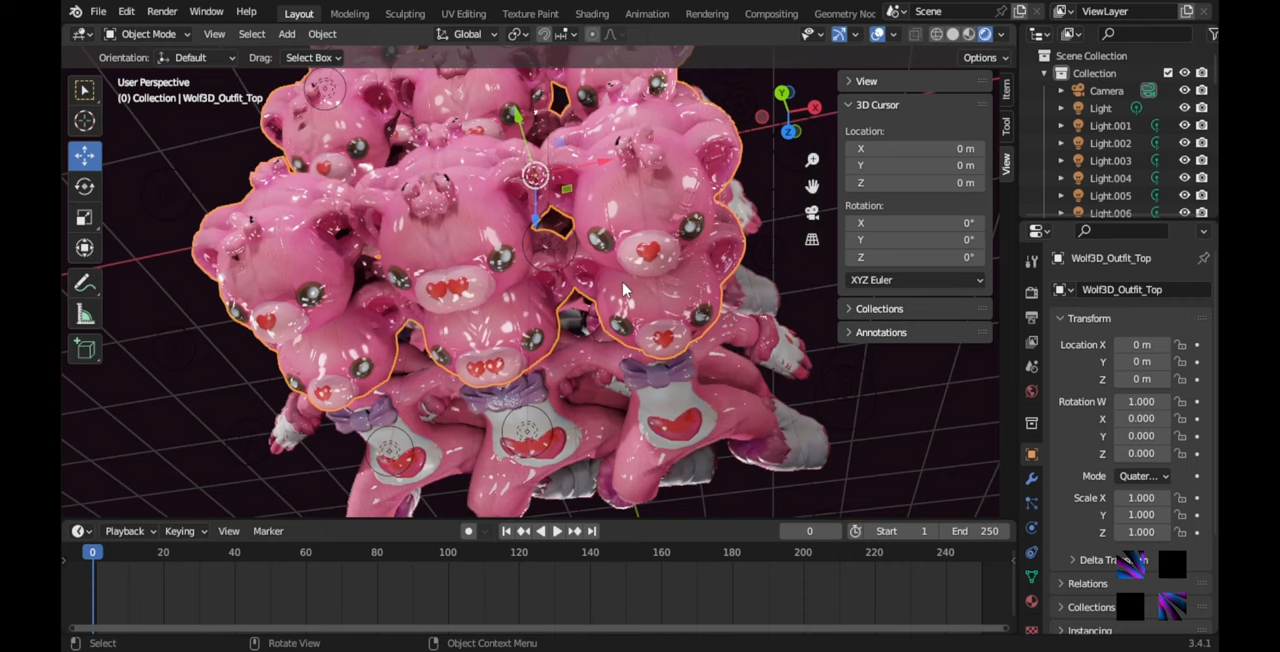 File Edit Render Window Help Layout Modeling Sculpting UV Editing Texture Paint Shading Animation Rendering Compositing Geometry Noc Scene ViewLayer
Object Mode View Select Add Object Global
Orientation: Default Drag: Select Box Options
User Perspective
(0) Collection | Wolf3D_Outfit_Top
Y
X
Z
View
3D Cursor
Location:
X 0 m
Y 0 m
Z 0 m
Rotation:
X 0°
Y 0°
Z 0°
XYZ Euler
Collections
Annotations
Item
Tool
View
Scene Collection
Collection
Camera
Light
Light.001
Light.002
Light.003
Light.004
Light.005
Light.006
Wolf3D_Outfit_Top
Wolf3D_Outfit_Top
Transform
Location X 0 m
Y 0 m
Z 0 m
Rotation W 1.000
X 0.000
Y 0.000
Z 0.000
Mode Quater...
Scale X 1.000
Y 1.000
Z 1.000
Relations
Collections
Instancing
Playback Keying View Marker 0 Start 1 End 250
0 20 40 60 80 100 120 140 160 180 200 220 240
Select Rotate View Object Context Menu 3.4.1